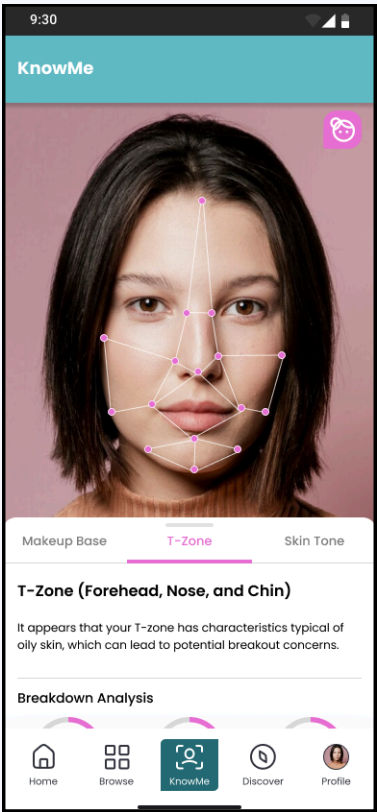 9:30
KnowMe
Makeup Base
T-Zone
Skin Tone
T-Zone (Forehead, Nose, and Chin)
It appears that your T-zone has characteristics typical of
oily skin, which can lead to potential breakout concerns.
Breakdown Analysis
Home
Browse
KnowMe
Discover
Profile